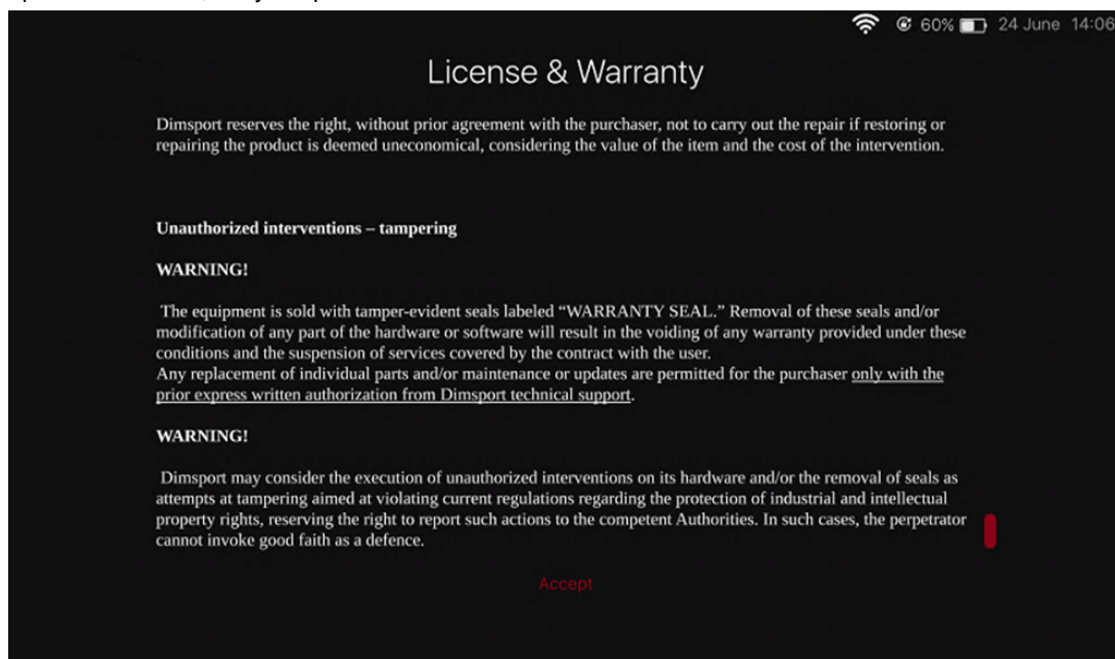 60% 24 June 14:06
License & Warranty
Dimsport reserves the right, without prior agreement with the purchaser, not to carry out the repair if restoring or
repairing the product is deemed uneconomical, considering the value of the item and the cost of the intervention.
Unauthorized interventions – tampering
WARNING!
The equipment is sold with tamper-evident seals labeled “WARRANTY SEAL.” Removal of these seals and/or
modification of any part of the hardware or software will result in the voiding of any warranty provided under these
conditions and the suspension of services covered by the contract with the user.
Any replacement of individual parts and/or maintenance or updates are permitted for the purchaser only with the
prior express written authorization from Dimsport technical support.
WARNING!
Dimsport may consider the execution of unauthorized interventions on its hardware and/or the removal of seals as
attempts at tampering aimed at violating current regulations regarding the protection of industrial and intellectual
property rights, reserving the right to report such actions to the competent Authorities. In such cases, the perpetrator
cannot invoke good faith as a defence.
Accept